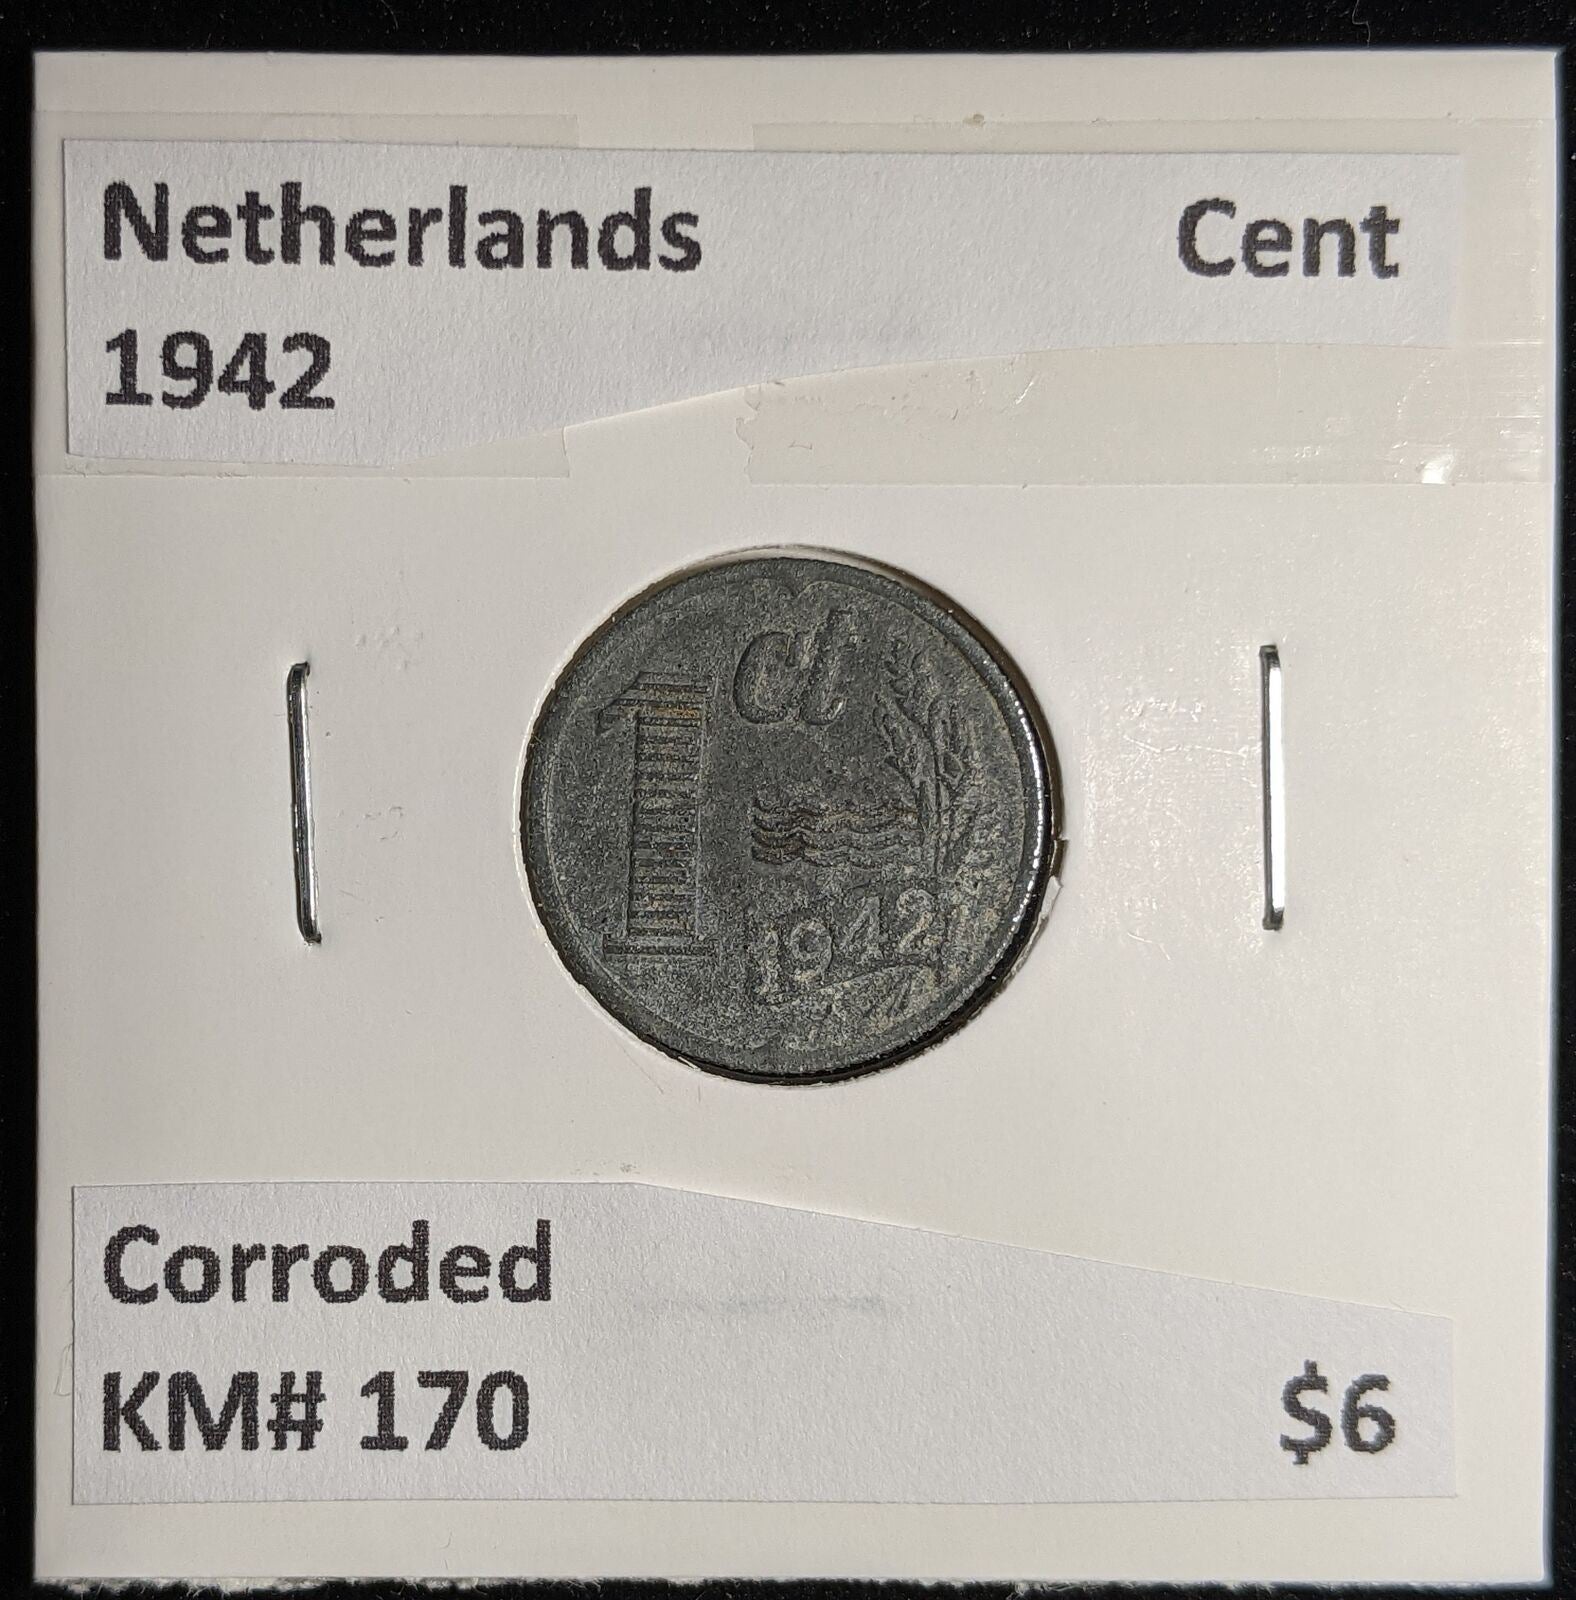 Netherlands Cent
1942
1 ct
1942
Corroded
KM# 170 $6